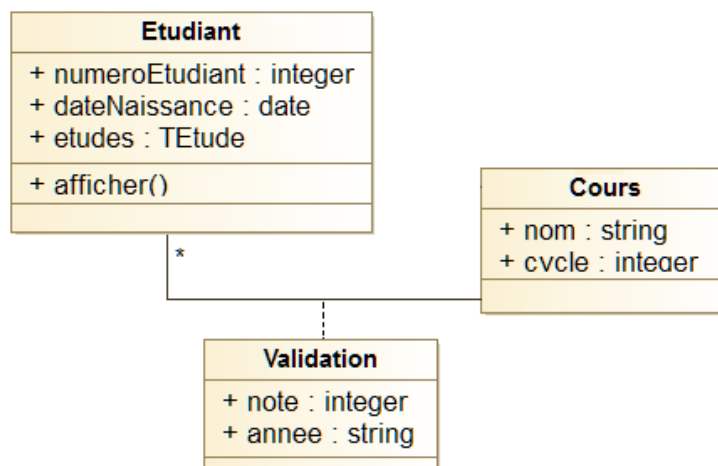 Etudiant
+ numeroEtudiant : integer
+ dateNaissance : date
+ etudes : TEtude
+ afficher()
*
Cours
+ nom : string
+ cycle : integer
Validation
+ note : integer
+ annee : string